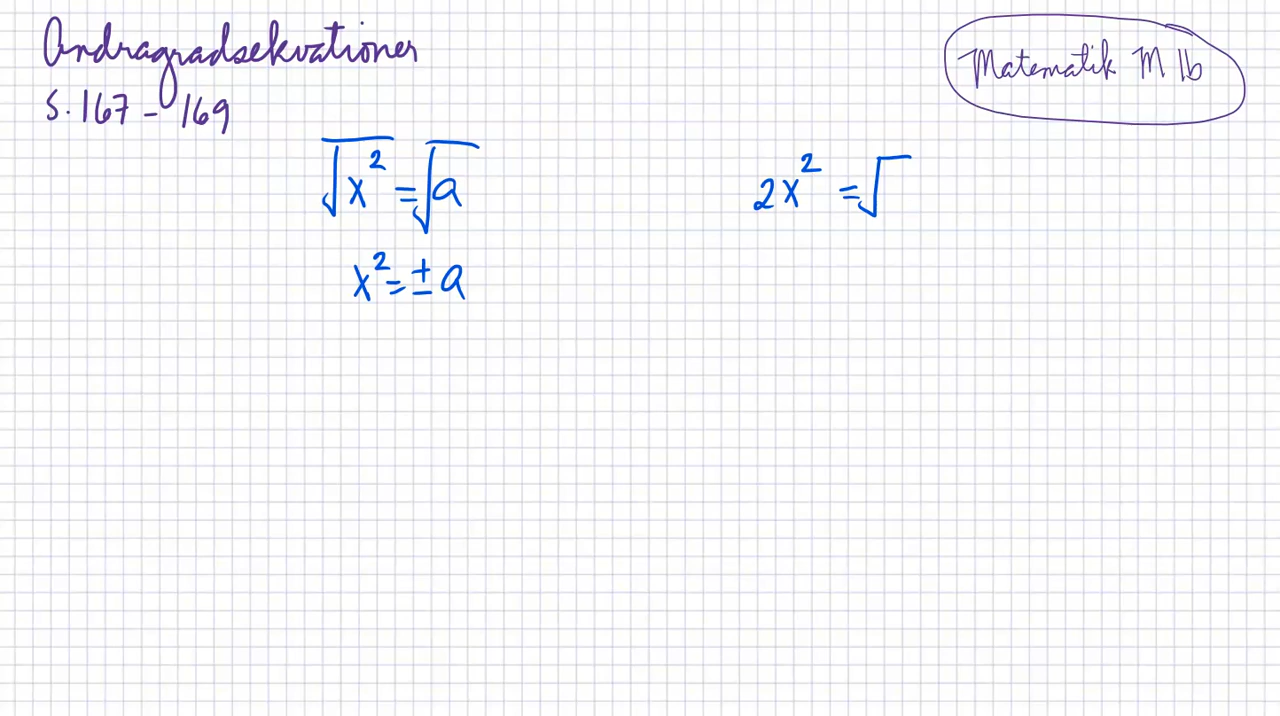 Andragradsekvationer
s. 167 - 169
Matematik M 1b
√x² = √a
x² = ± a
2x² = √